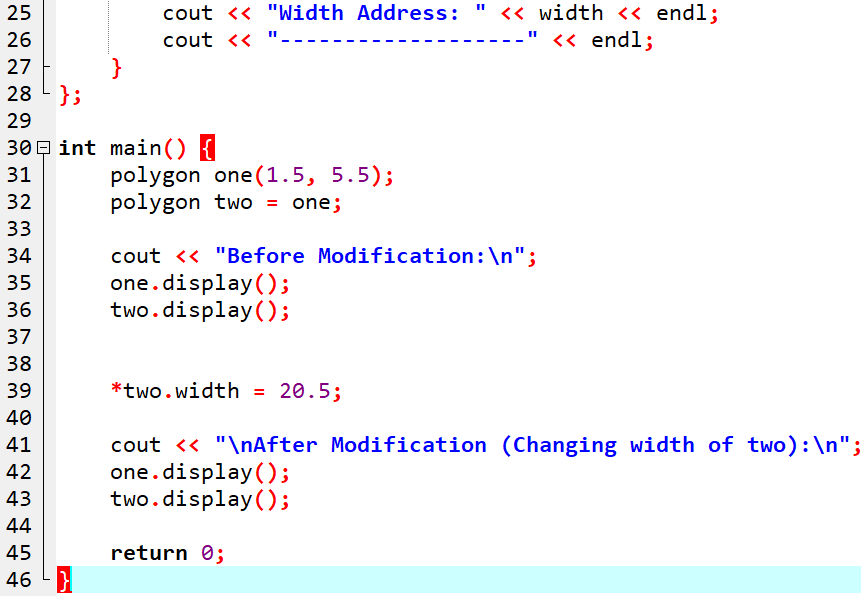 25 cout << "Width Address: " << width << endl;
26 cout << "-------------------" << endl;
27 }
28 };
29
30 int main() {
31 polygon one(1.5, 5.5);
32 polygon two = one;
33
34 cout << "Before Modification:\n";
35 one.display();
36 two.display();
37
38
39 *two.width = 20.5;
40
41 cout << "\nAfter Modification (Changing width of two):\n";
42 one.display();
43 two.display();
44
45 return 0;
46 }